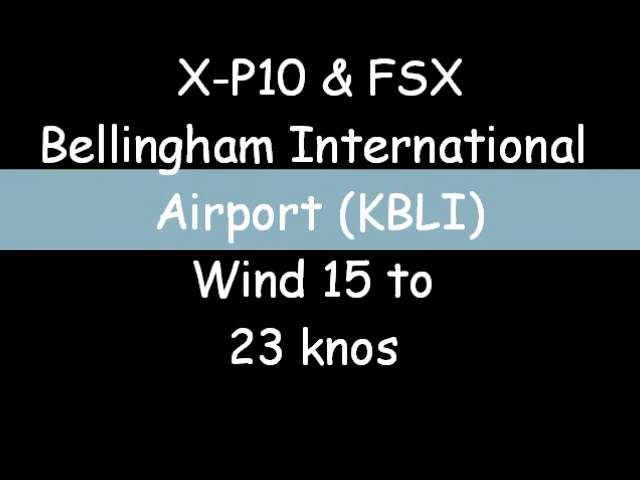 X-P10 & FSX
Bellingham International
Airport (KBLI)
Wind 15 to
23 knos